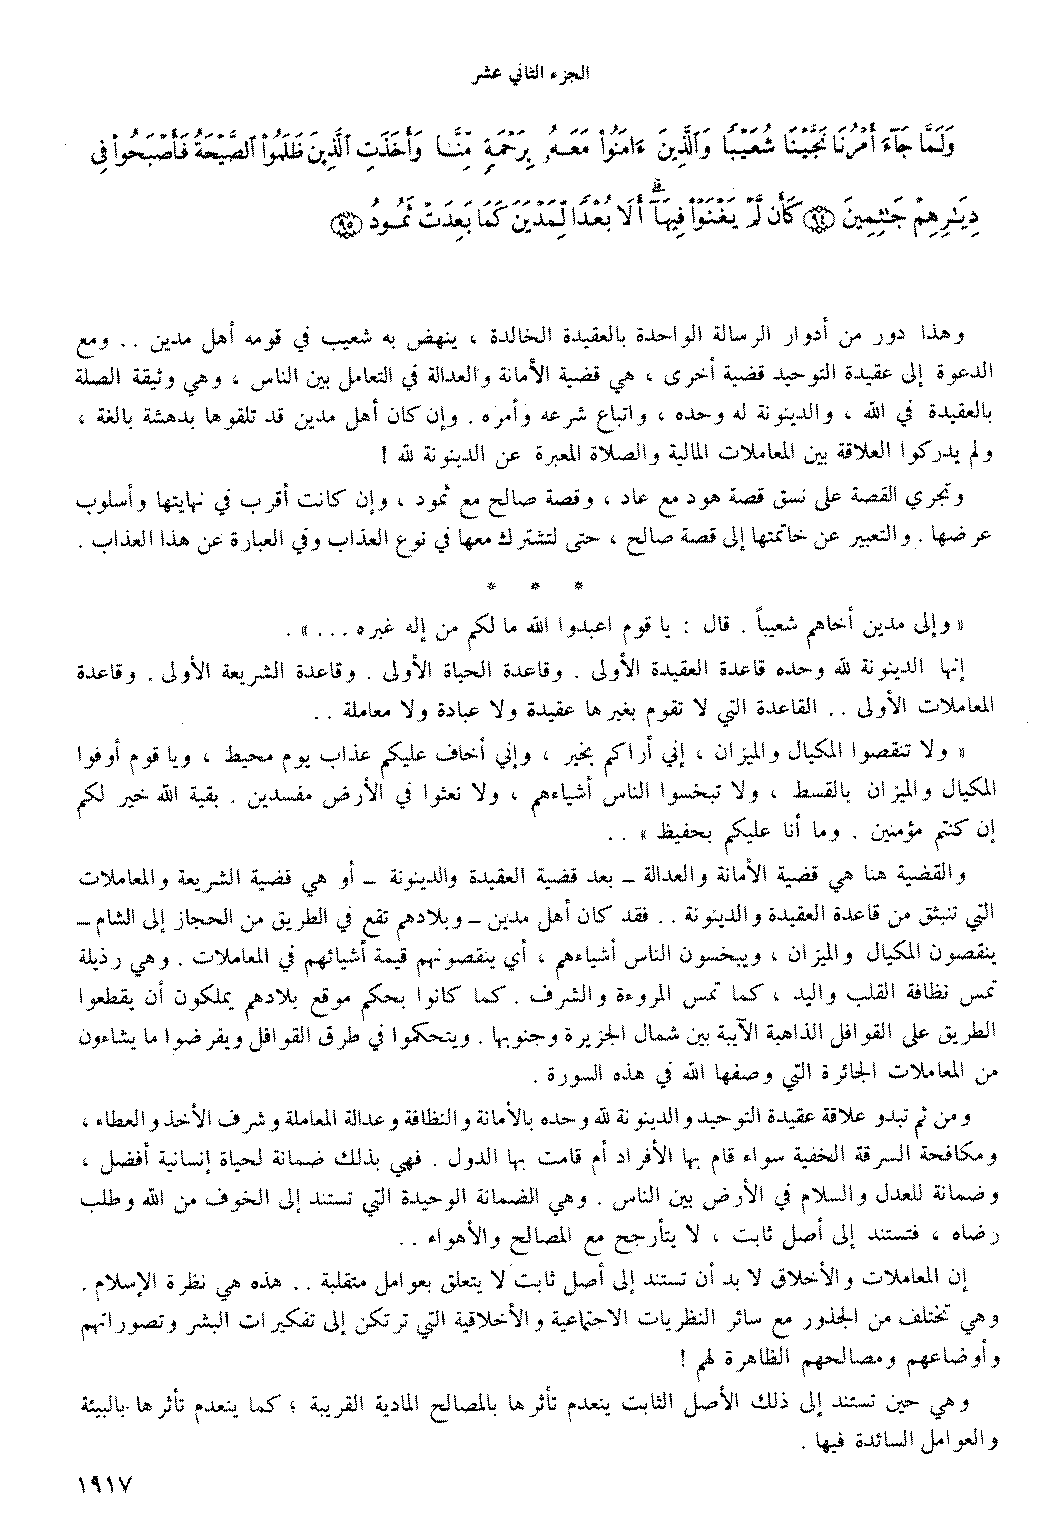 الجزء الثاني عشر
وَلَمَّا جَآءَ أَمْرُنَا نَجَّيْنَا شُعَيْبًا وَٱلَّذِينَ ءَامَنُوا۟ مَعَهُۥ بِرَحْمَةٍ مِّنَّا وَأَخَذَتِ ٱلَّذِينَ ظَلَمُوا۟ ٱلصَّيْحَةُ فَأَصْبَحُوا۟ فِى
دِيَٰرِهِمْ جَٰثِمِينَ ﴿٩٤﴾ كَأَن لَّمْ يَغْنَوْا۟ فِيهَآ ۗ أَلَا بُعْدًا لِّمَدْيَنَ كَمَا بَعِدَتْ ثَمُودُ ﴿٩٥﴾
وهذا دور من أدوار الرسالة الواحدة بالعقيدة الخالدة ، ينهض به شعيب في قومه أهل مدين .. ومع
الدعوة إلى عقيدة التوحيد قضية أخرى ، هي قضية الأمانة والعدالة في التعامل بين الناس ، وهي وثيقة الصلة
بالعقيدة في الله ، والدينونة له وحده ، واتباع شرعه وأمره . وإن كان أهل مدين قد تلقوها بدهشة بالغة ،
ولم يدركوا العلاقة بين المعاملات المالية والصلاة المعبرة عن الدينونة لله !
وتجري القصة على نسق قصة هود مع عاد ، وقصة صالح مع ثمود ، وإن كانت أقرب في نهايتها وأسلوب
عرضها . والتعبير عن خاتمتها إلى قصة صالح ، حتى لتشترك معها في نوع العذاب وفي العبارة عن هذا العذاب .
* * *
« وإلى مدين أخاهم شعيباً . قال : يا قوم اعبدوا الله ما لكم من إله غيره ... » .
إنها الدينونة لله وحده قاعدة العقيدة الأولى . وقاعدة الحياة الأولى . وقاعدة الشريعة الأولى . وقاعدة
المعاملات الأولى .. القاعدة التي لا تقوم بغيرها عقيدة ولا عبادة ولا معاملة ..
« ولا تنقصوا المكيال والميزان ، إني أراكم بخير ، وإني أخاف عليكم عذاب يوم محيط ، ويا قوم أوفوا
المكيال والميزان بالقسط ، ولا تبخسوا الناس أشياءهم ، ولا تعثوا في الأرض مفسدين . بقية الله خير لكم
إن كنتم مؤمنين . وما أنا عليكم بحفيظ » ..
والقضية هنا هي قضية الأمانة والعدالة – بعد قضية العقيدة والدينونة – أو هي قضية الشريعة والمعاملات
التي تنبثق من قاعدة العقيدة والدينونة .. فقد كان أهل مدين – وبلادهم تقع في الطريق من الحجاز إلى الشام –
ينقصون المكيال والميزان ، ويبخسون الناس أشياءهم ، أي ينقصونهم قيمة أشيائهم في المعاملات . وهي رذيلة
تمس نظافة القلب واليد ، كما تمس المروءة والشرف . كما كانوا بحكم موقع بلادهم يملكون أن يقطعوا
الطريق على القوافل الذاهبة الآيبة بين شمال الجزيرة وجنوبها . ويتحكموا في طرق القوافل ويفرضوا ما يشاءون
من المعاملات الجائرة التي وصفها الله في هذه السورة .
ومن ثم تبدو علاقة عقيدة التوحيد والدينونة لله وحده بالأمانة والنظافة وعدالة المعاملة وشرف الأخذ والعطاء ،
ومكافحة السرقة الخفية سواء قام بها الأفراد أم قامت بها الدول . فهي بذلك ضمانة لحياة إنسانية أفضل ،
وضمانة للعدل والسلام في الأرض بين الناس . وهي الضمانة الوحيدة التي تستند إلى الخوف من الله وطلب
رضاه ، فتستند إلى أصل ثابت ، لا يتأرجح مع المصالح والأهواء ..
إن المعاملات والأخلاق لا بد أن تستند إلى أصل ثابت لا يتعلق بعوامل متقلبة .. هذه هي نظرة الإسلام .
وهي تختلف من الجذور مع سائر النظريات الاجتماعية والأخلاقية التي ترتكن إلى تفكيرات البشر وتصوراتهم
وأوضاعهم ومصالحهم الظاهرة لهم !
وهي حين تستند إلى ذلك الأصل الثابت ينعدم تأثرها بالمصالح المادية القريبة ؛ كما ينعدم تأثرها بالبيئة
والعوامل السائدة فيها .
١٩١٧